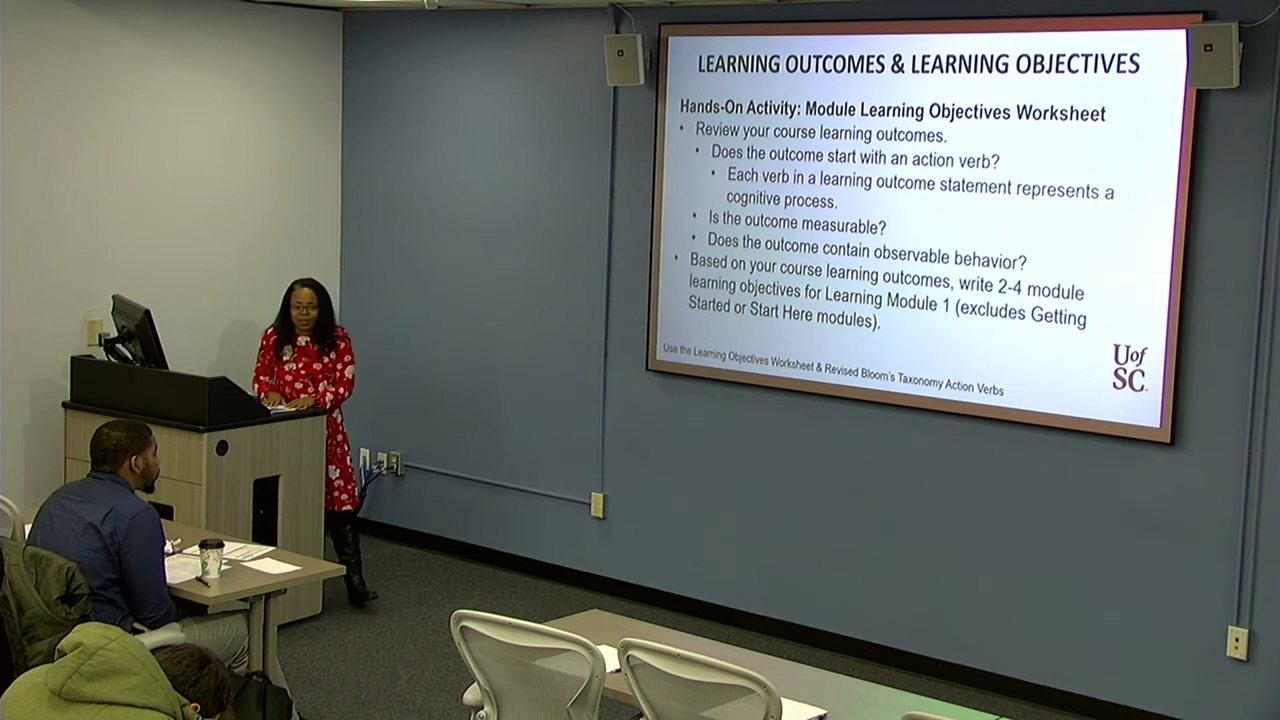 LEARNING OUTCOMES & LEARNING OBJECTIVES
Hands-On Activity: Module Learning Objectives Worksheet
• Review your course learning outcomes.
• Does the outcome start with an action verb?
• Each verb in a learning outcome statement represents a
cognitive process.
• Is the outcome measurable?
• Does the outcome contain observable behavior?
• Based on your course learning outcomes, write 2-4 module
learning objectives for Learning Module 1 (excludes Getting
Started or Start Here modules).
Use the Learning Objectives Worksheet & Revised Bloom's Taxonomy Action Verbs
UofSC